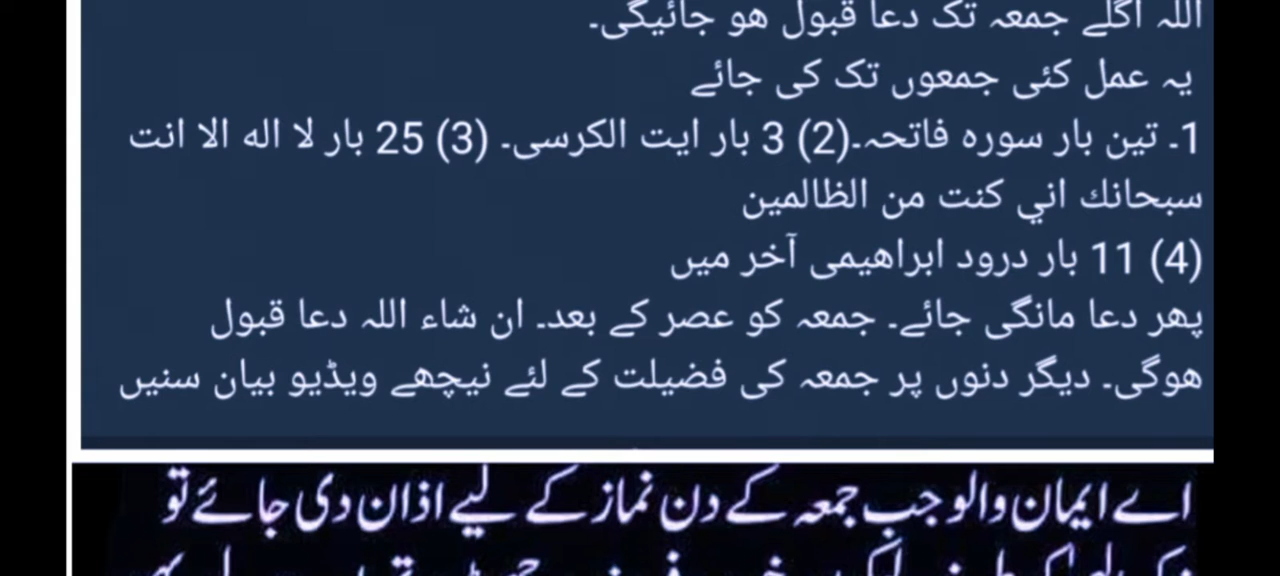 اللہ اگلے جمعہ تک دعا قبول ھو جائیگی۔
یہ عمل کئی جمعوں تک کی جائے
1۔ تین بار سورہ فاتحہ۔(2) 3 بار ایت الکرسی۔ (3) 25 بار لا اله الا انت
سبحانك اني كنت من الظالمين
(4) 11 بار درود ابراھیمی آخر میں
پھر دعا مانگی جائے۔ جمعہ کو عصر کے بعد۔ ان شاء اللہ دعا قبول
ھوگی۔ دیگر دنوں پر جمعہ کی فضیلت کے لئے نیچھے ویڈیو بیان سنیں
اے ایمان والو جب جمعہ کے دن نماز کے لیے اذان دی جائے تو